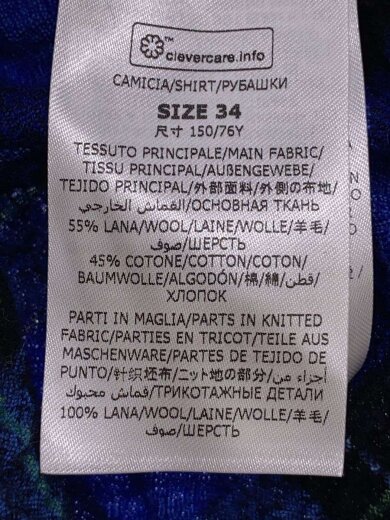 clevercare.info
CAMICIA/SHIRT/РУБАШКИ
SIZE 34
尺寸 150/76Y
TESSUTO PRINCIPALE/MAIN FABRIC/
TISSU PRINCIPAL/AUßENGEWEBE/
TEJIDO PRINCIPAL/外部面料/外側の布地/
القماش الخارجي/ОСНОВНАЯ ТКАНЬ
55% LANA/WOOL/LAINE/WOLLE/羊毛/
صوف/ШЕРСТЬ
45% COTONE/COTTON/COTON/
BAUMWOLLE/ALGODÓN/棉/綿/قطن/
ХЛОПОК
PARTI IN MAGLIA/PARTS IN KNITTED
FABRIC/PARTIES EN TRICOT/TEILE AUS
MASCHENWARE/PARTES DE TEJIDO DE
PUNTO/针织坯布/ニット地の部分/أجزاء من
قماش محبوك/ТРИКОТАЖНЫЕ ДЕТАЛИ
100% LANA/WOOL/LAINE/WOLLE/羊毛/
صوف/ШЕРСТЬ